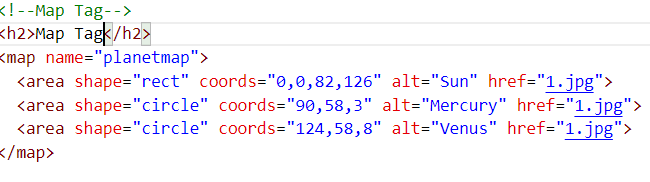 <!--Map Tag-->
<h2>Map Tag</h2>
<map name="planetmap">
  <area shape="rect" coords="0,0,82,126" alt="Sun" href="1.jpg">
  <area shape="circle" coords="90,58,3" alt="Mercury" href="1.jpg">
  <area shape="circle" coords="124,58,8" alt="Venus" href="1.jpg">
</map>